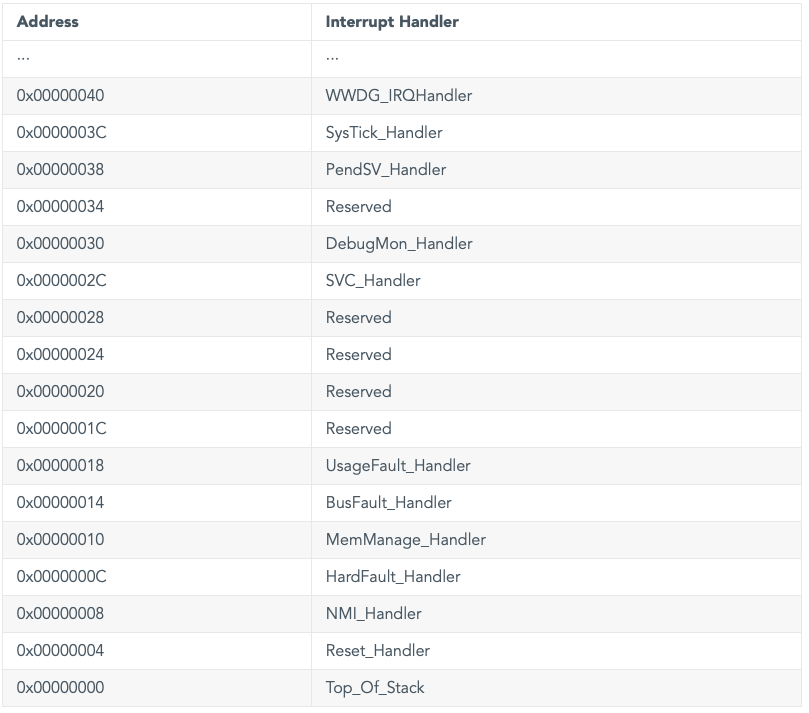 Address Interrupt Handler
... ...
0x00000040 WWDG_IRQHandler
0x0000003C SysTick_Handler
0x00000038 PendSV_Handler
0x00000034 Reserved
0x00000030 DebugMon_Handler
0x0000002C SVC_Handler
0x00000028 Reserved
0x00000024 Reserved
0x00000020 Reserved
0x0000001C Reserved
0x00000018 UsageFault_Handler
0x00000014 BusFault_Handler
0x00000010 MemManage_Handler
0x0000000C HardFault_Handler
0x00000008 NMI_Handler
0x00000004 Reset_Handler
0x00000000 Top_Of_Stack